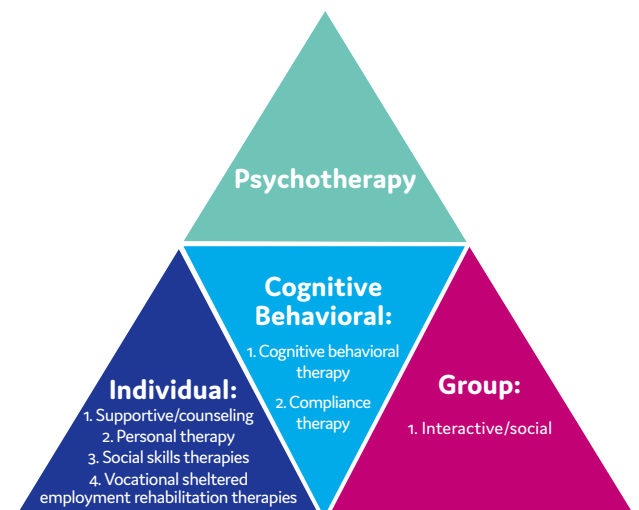 Psychotherapy
Cognitive
Behavioral:
1. Cognitive behavioral
therapy
2. Compliance
therapy
Individual:
1. Supportive/counseling
2. Personal therapy
3. Social skills therapies
4. Vocational sheltered
employment rehabilitation therapies
Group:
1. Interactive/social